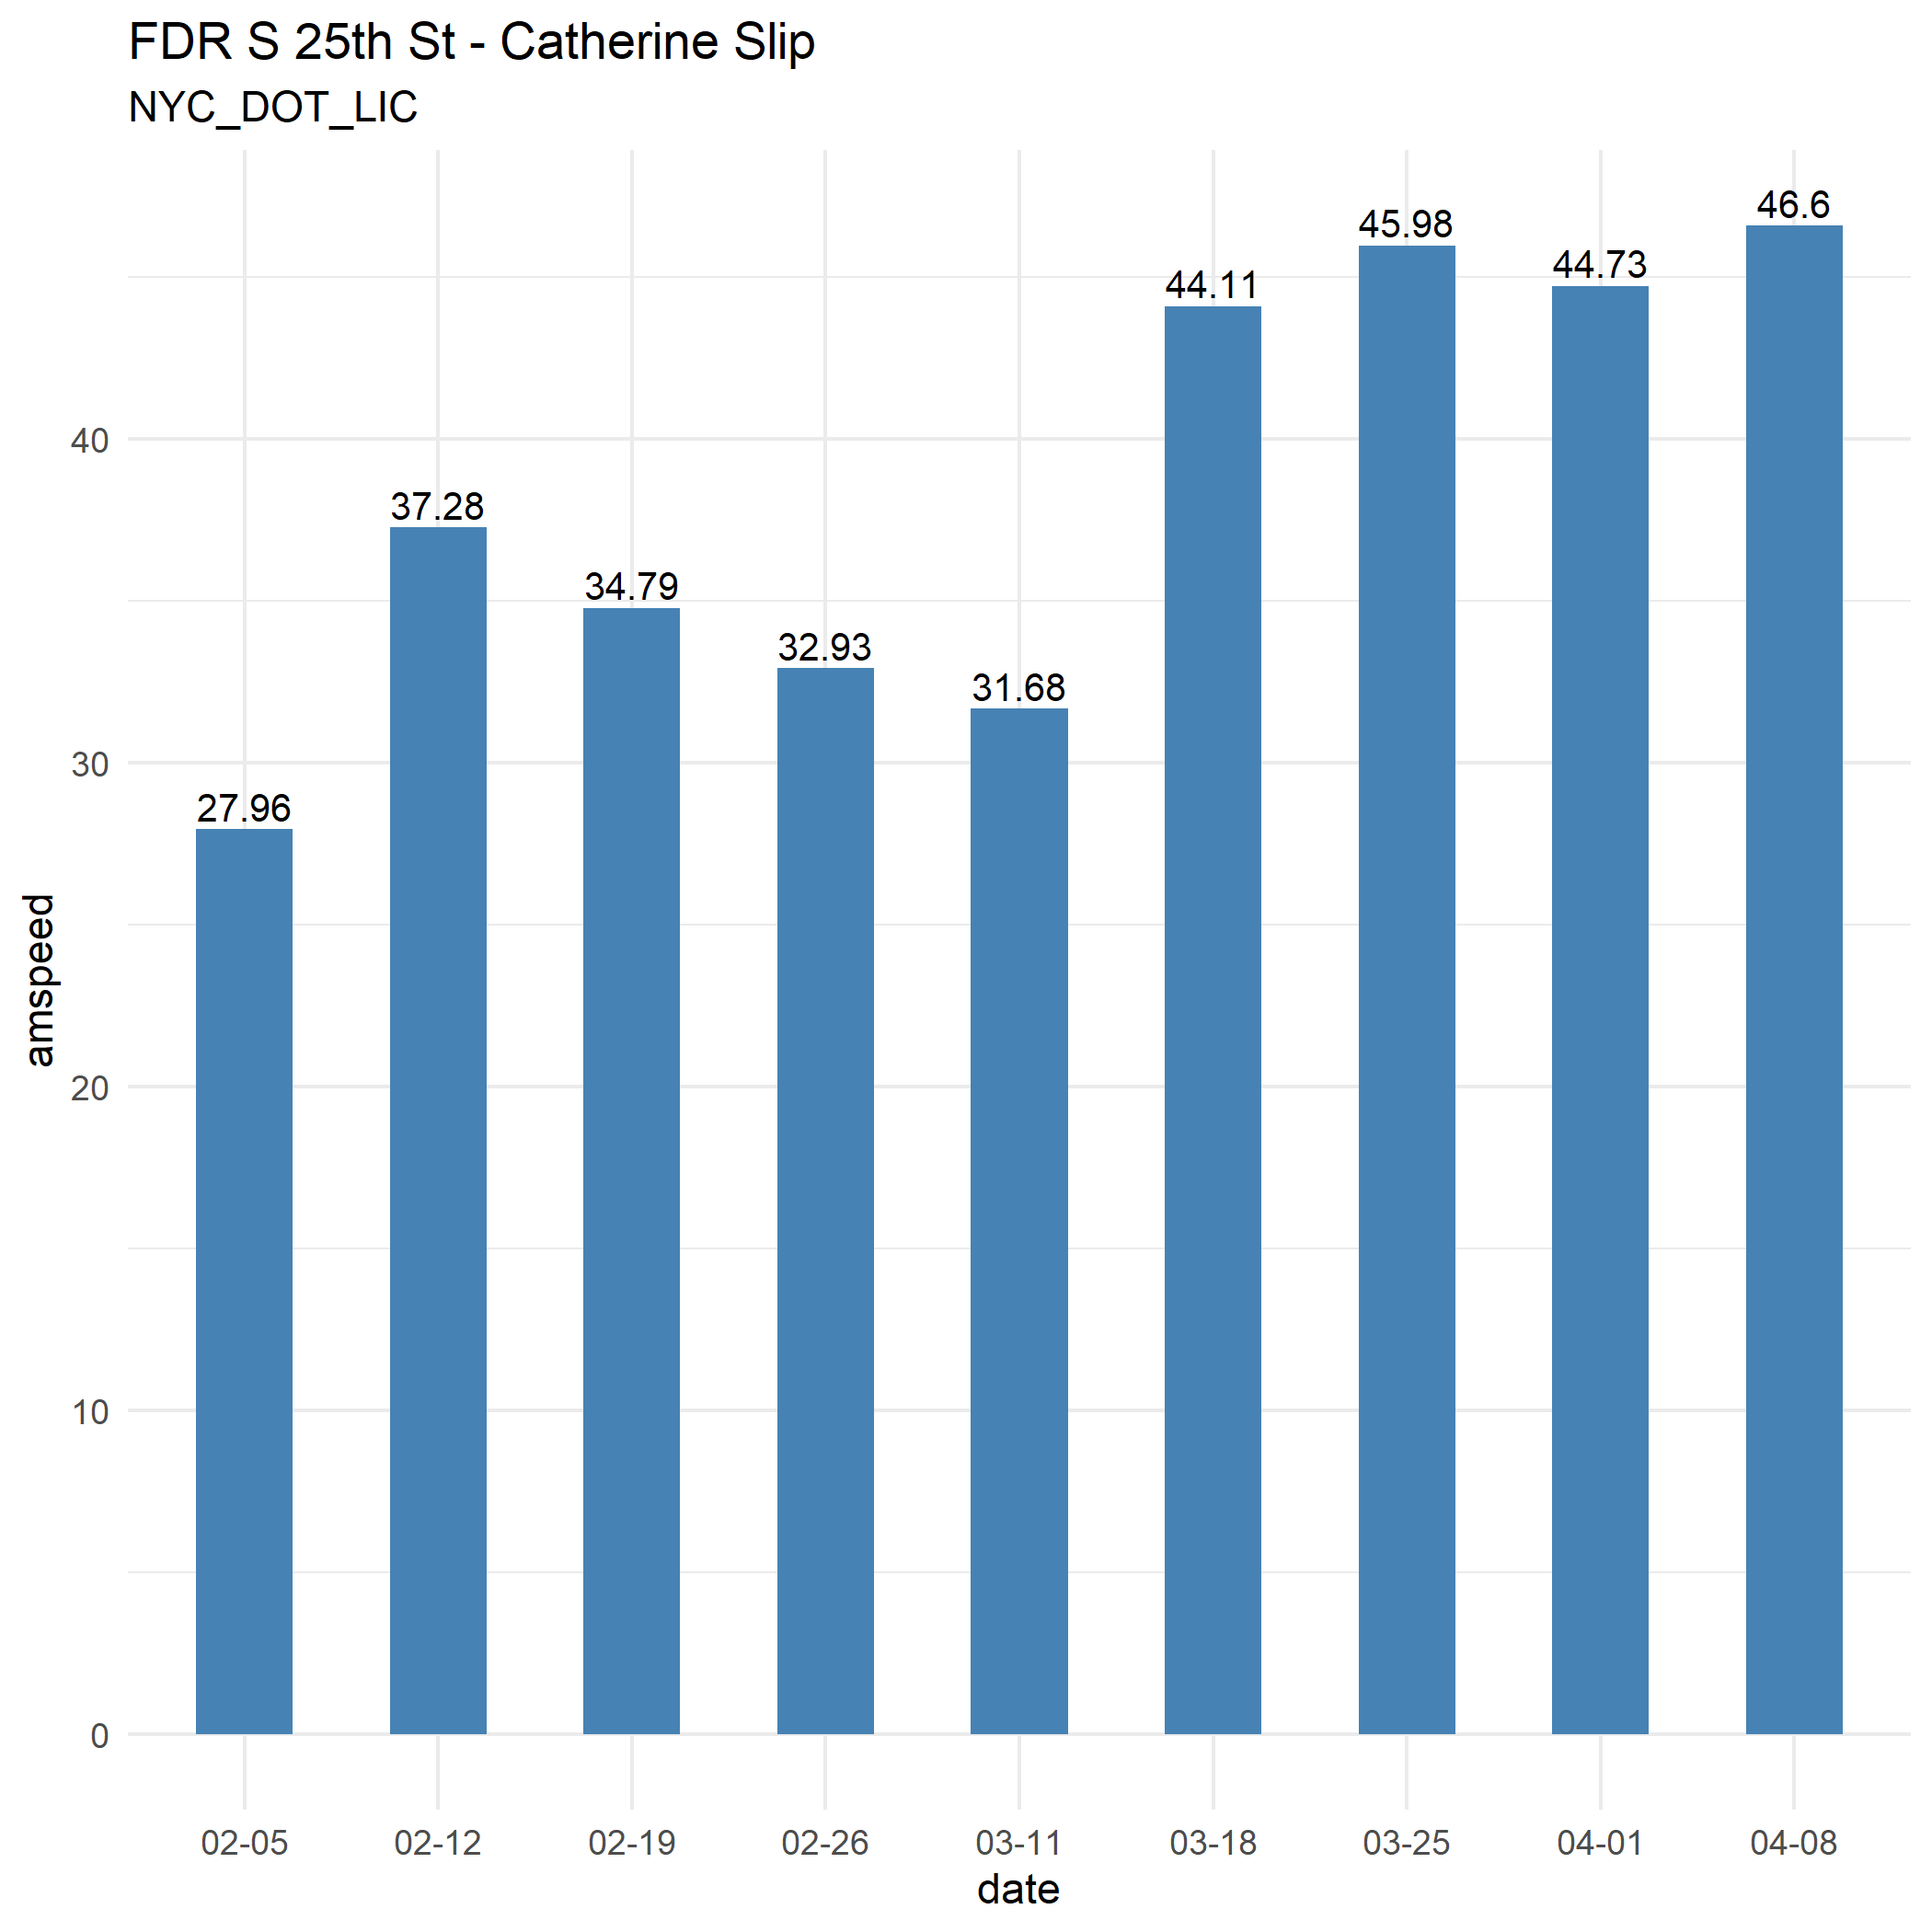 FDR S 25th St - Catherine Slip
NYC_DOT_LIC
46.6
45.98
44.73
44.11
40
37.28
34.79
32.93
31.68
30
27.96
amspeed
20
10
0
02-05 02-12 02-19 02-26 03-11 03-18 03-25 04-01 04-08
date